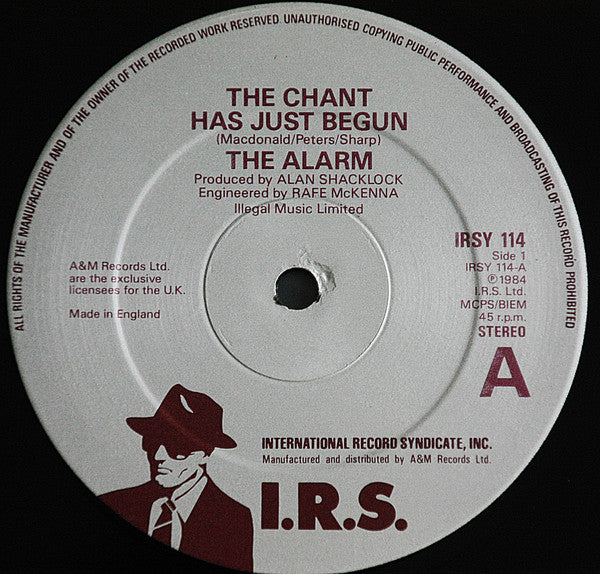 ALL RIGHTS OF THE MANUFACTURER AND OF THE OWNER OF THE RECORDED WORK RESERVED. UNAUTHORISED COPYING PUBLIC PERFORMANCE AND BROADCASTING OF THIS RECORD PROHIBITED
THE CHANT
HAS JUST BEGUN
(Macdonald/Peters/Sharp)
THE ALARM
Produced by ALAN SHACKLOCK
Engineered by RAFE McKENNA
Illegal Music Limited
A&M Records Ltd.
are the exclusive
licensees for the U.K.
Made in England
IRSY 114
Side 1
IRSY 114-A
℗ 1984
I.R.S. Ltd.
MCPS/BIEM
45 r.p.m.
STEREO
A
INTERNATIONAL RECORD SYNDICATE, INC.
Manufactured and distributed by A&M Records Ltd.
I.R.S.